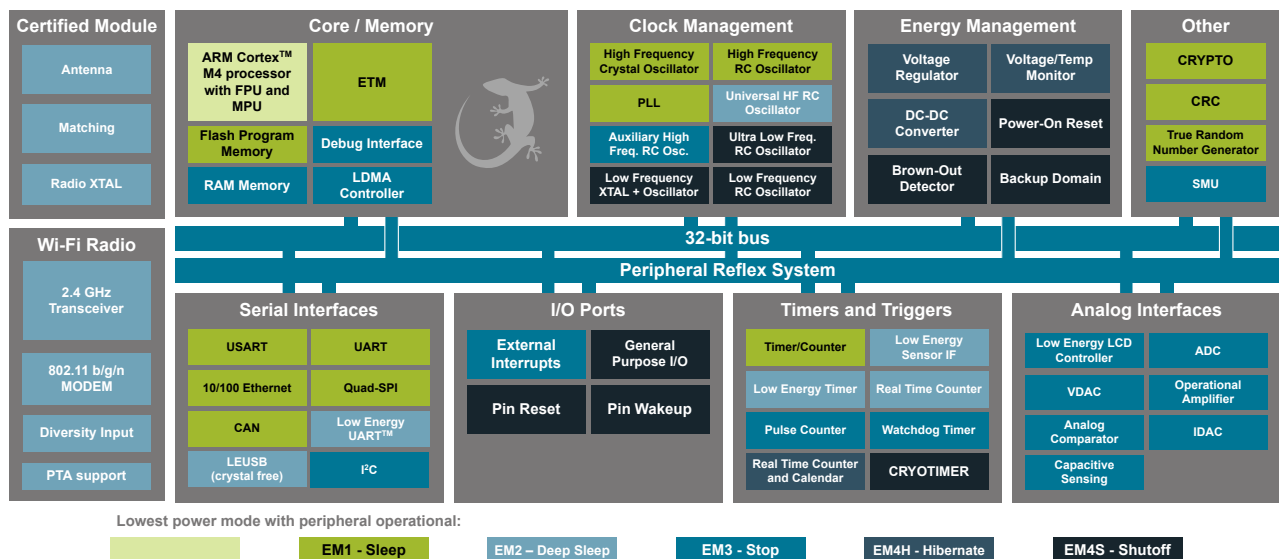 Certified Module
Antenna
Matching
Radio XTAL
Core / Memory
ARM Cortex™
M4 processor
with FPU and
MPU
ETM
Flash Program
Memory
Debug Interface
RAM Memory
LDMA
Controller
Clock Management
High Frequency
Crystal Oscillator
High Frequency
RC Oscillator
PLL
Universal HF RC
Oscillator
Auxiliary High
Freq. RC Osc.
Ultra Low Freq.
RC Oscillator
Low Frequency
XTAL + Oscillator
Low Frequency
RC Oscillator
Energy Management
Voltage
Regulator
Voltage/Temp
Monitor
DC-DC
Converter
Power-On Reset
Brown-Out
Detector
Backup Domain
Other
CRYPTO
CRC
True Random
Number Generator
SMU
32-bit bus
Peripheral Reflex System
Wi-Fi Radio
2.4 GHz
Transceiver
802.11 b/g/n
MODEM
Diversity Input
PTA support
Serial Interfaces
USART
UART
10/100 Ethernet
Quad-SPI
CAN
Low Energy
UART™
LEUSB
(crystal free)
I²C
I/O Ports
External
Interrupts
General
Purpose I/O
Pin Reset
Pin Wakeup
Timers and Triggers
Timer/Counter
Low Energy
Sensor IF
Low Energy Timer
Real Time Counter
Pulse Counter
Watchdog Timer
Real Time Counter
and Calendar
CRYOTIMER
Analog Interfaces
Low Energy LCD
Controller
ADC
VDAC
Operational
Amplifier
Analog
Comparator
IDAC
Capacitive
Sensing
Lowest power mode with peripheral operational:
EM1 - Sleep
EM2 – Deep Sleep
EM3 - Stop
EM4H - Hibernate
EM4S - Shutoff